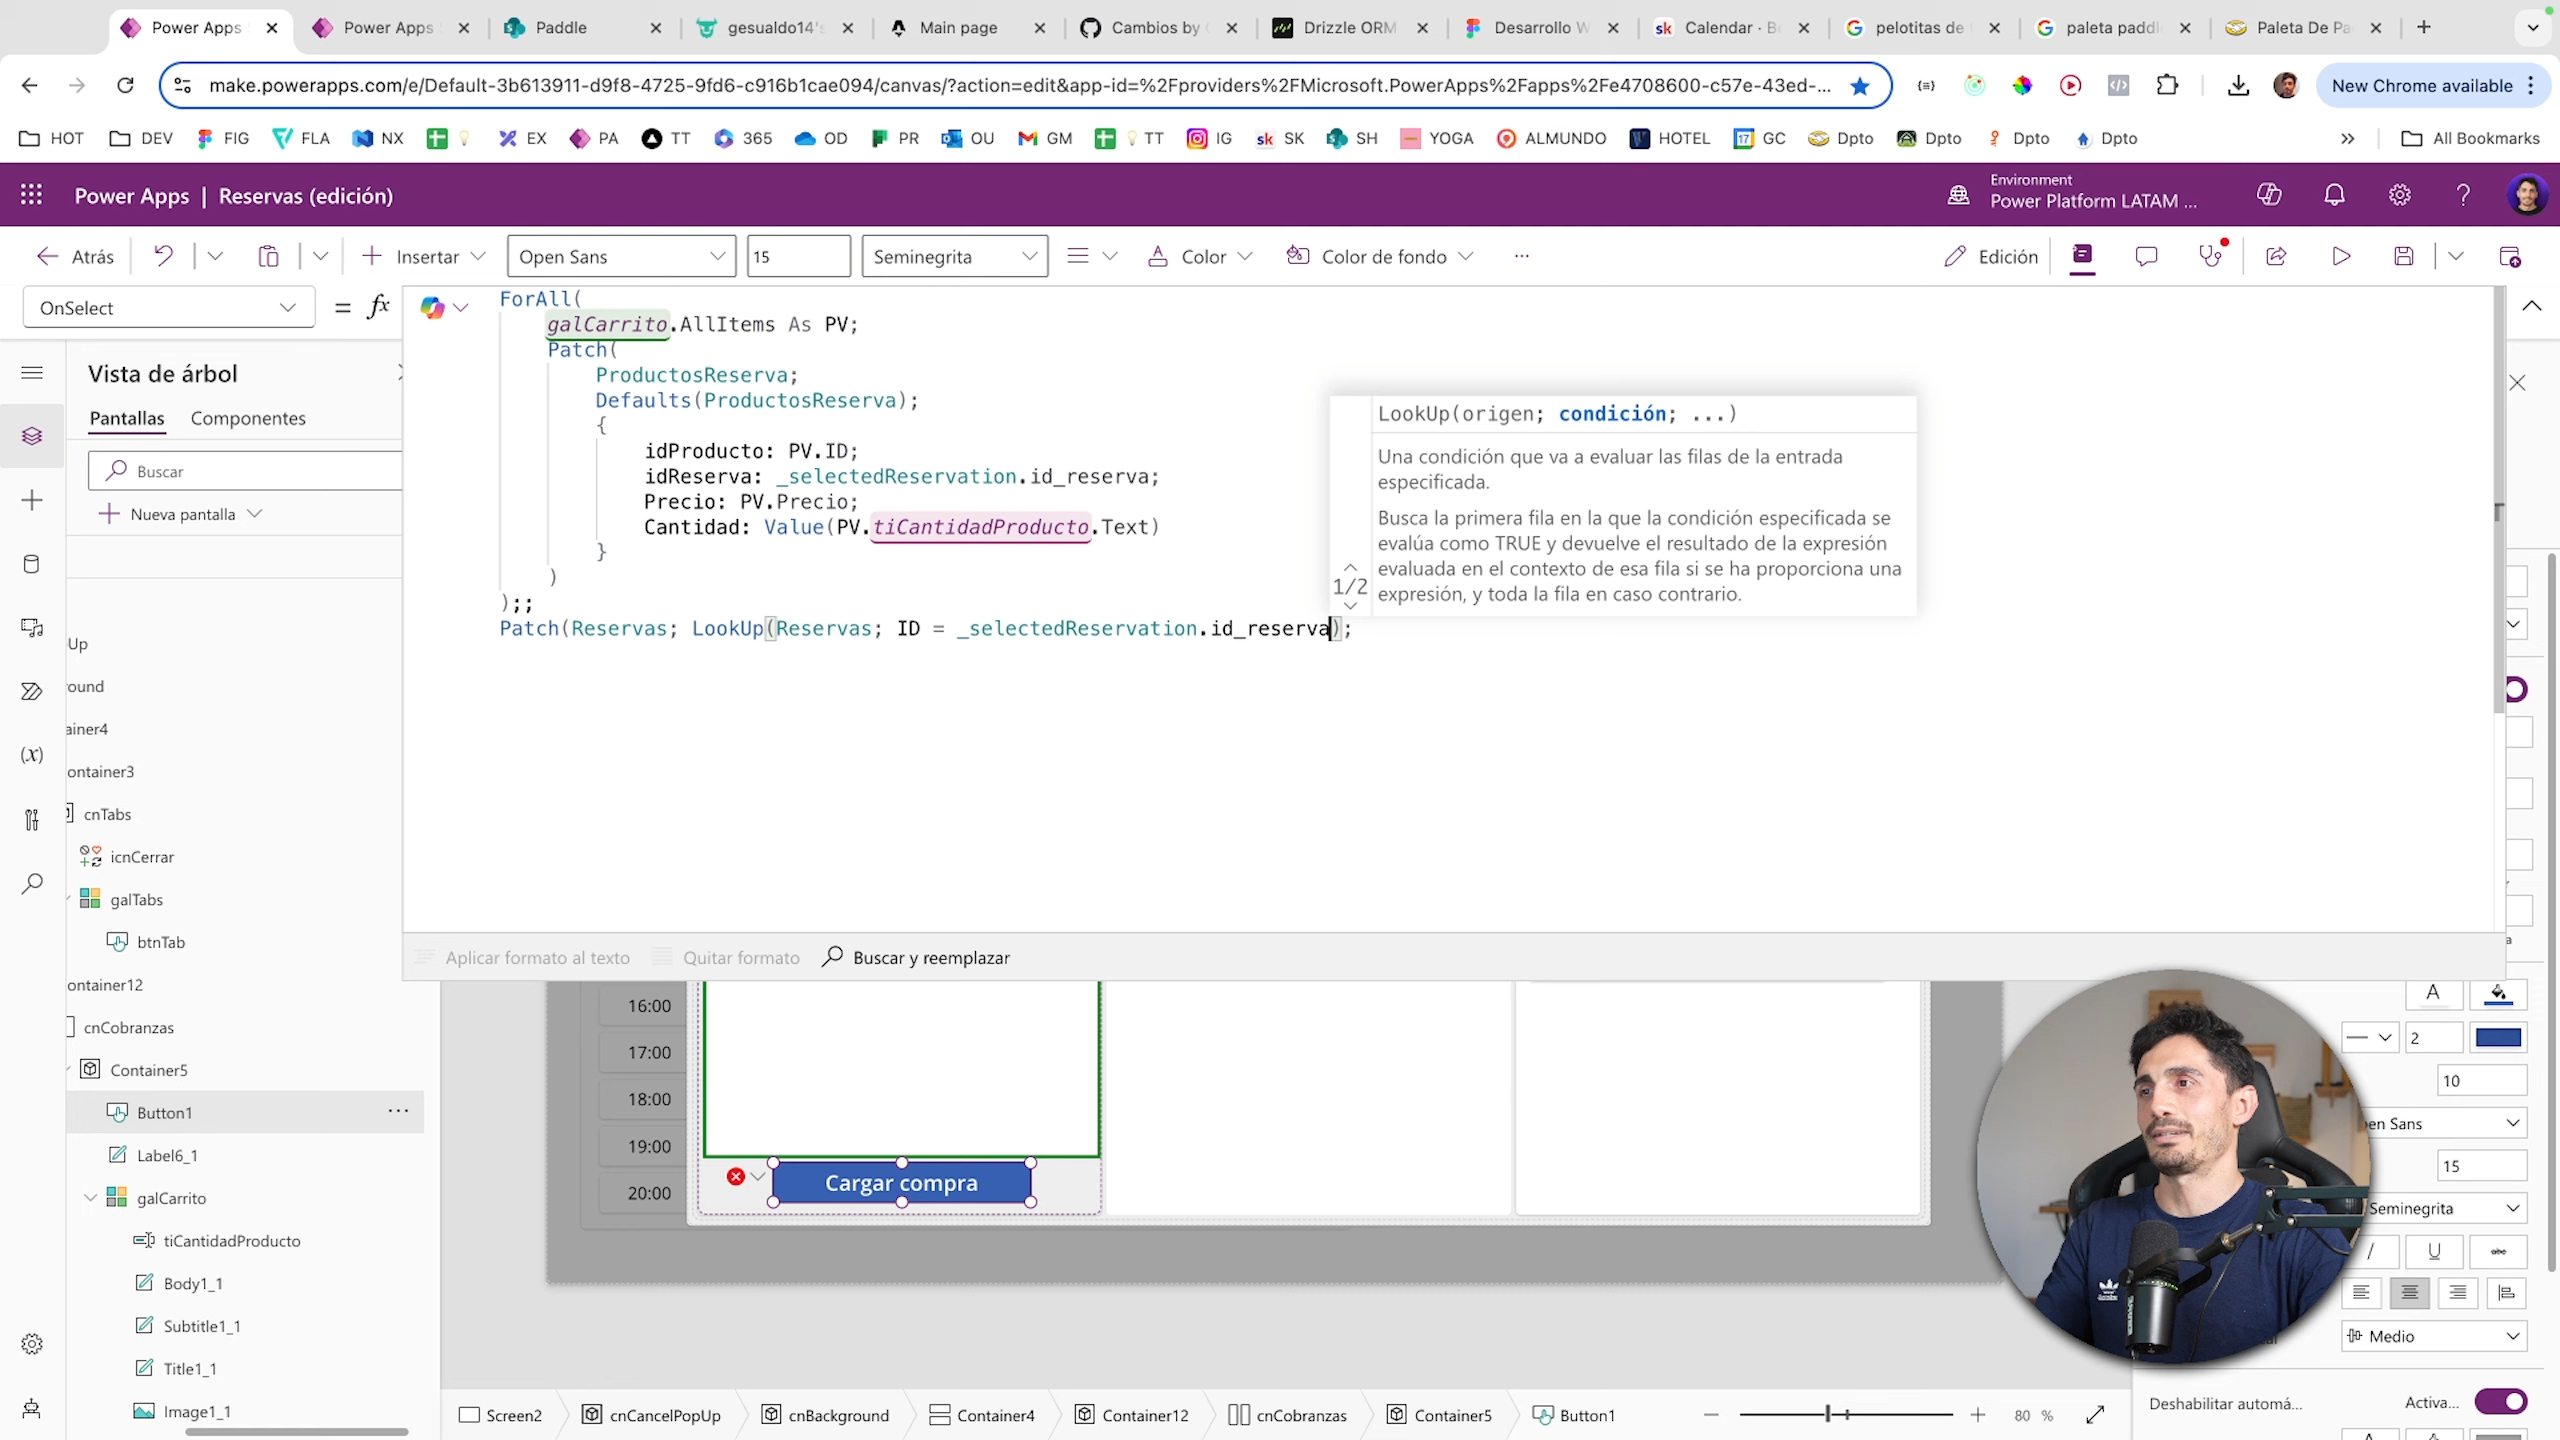 Power Apps
Power Apps
Paddle
gesualdo14's
Main page
Cambios by
Drizzle ORM
Desarrollo W
Calendar · B
pelotitas de
paleta paddl
Paleta De Pa
make.powerapps.com/e/Default-3b613911-d9f8-4725-9fd6-c916b1cae094/canvas/?action=edit&app-id=%2Fproviders%2FMicrosoft.PowerApps%2Fapps%2Fe4708600-c57e-43ed-...
New Chrome available
HOT
DEV
FIG
FLA
NX
EX
PA
TT
365
OD
PR
OU
GM
TT
IG
SK
SH
YOGA
ALMUNDO
HOTEL
GC
Dpto
Dpto
Dpto
Dpto
All Bookmarks
Power Apps | Reservas (edición)
Environment
Power Platform LATAM ...
Atrás
Insertar
Open Sans
15
Seminegrita
Color
Color de fondo
Edición
OnSelect
= fx
ForAll(
galCarrito.AllItems As PV;
Patch(
ProductosReserva;
Defaults(ProductosReserva);
{
idProducto: PV.ID;
idReserva: _selectedReservation.id_reserva;
Precio: PV.Precio;
Cantidad: Value(PV.tiCantidadProducto.Text)
}
)
);;
Patch(Reservas; LookUp(Reservas; ID = _selectedReservation.id_reserva);
LookUp(origen; condición; ...)
Una condición que va a evaluar las filas de la entrada
especificada.
Busca la primera fila en la que la condición especificada se
evalúa como TRUE y devuelve el resultado de la expresión
evaluada en el contexto de esa fila si se ha proporciona una
expresión, y toda la fila en caso contrario.
1/2
Vista de árbol
Pantallas
Componentes
Buscar
Nueva pantalla
Up
ound
ainer4
ontainer3
cnTabs
icnCerrar
galTabs
btnTab
ontainer12
cnCobranzas
Container5
Button1
Label6_1
galCarrito
tiCantidadProducto
Body1_1
Subtitle1_1
Title1_1
Image1_1
Aplicar formato al texto
Quitar formato
Buscar y reemplazar
16:00
17:00
18:00
19:00
20:00
Cargar compra
2
10
en Sans
15
Seminegrita
Medio
Deshabilitar automá...
Activa...
Screen2
cnCancelPopUp
cnBackground
Container4
Container12
cnCobranzas
Container5
Button1
80 %